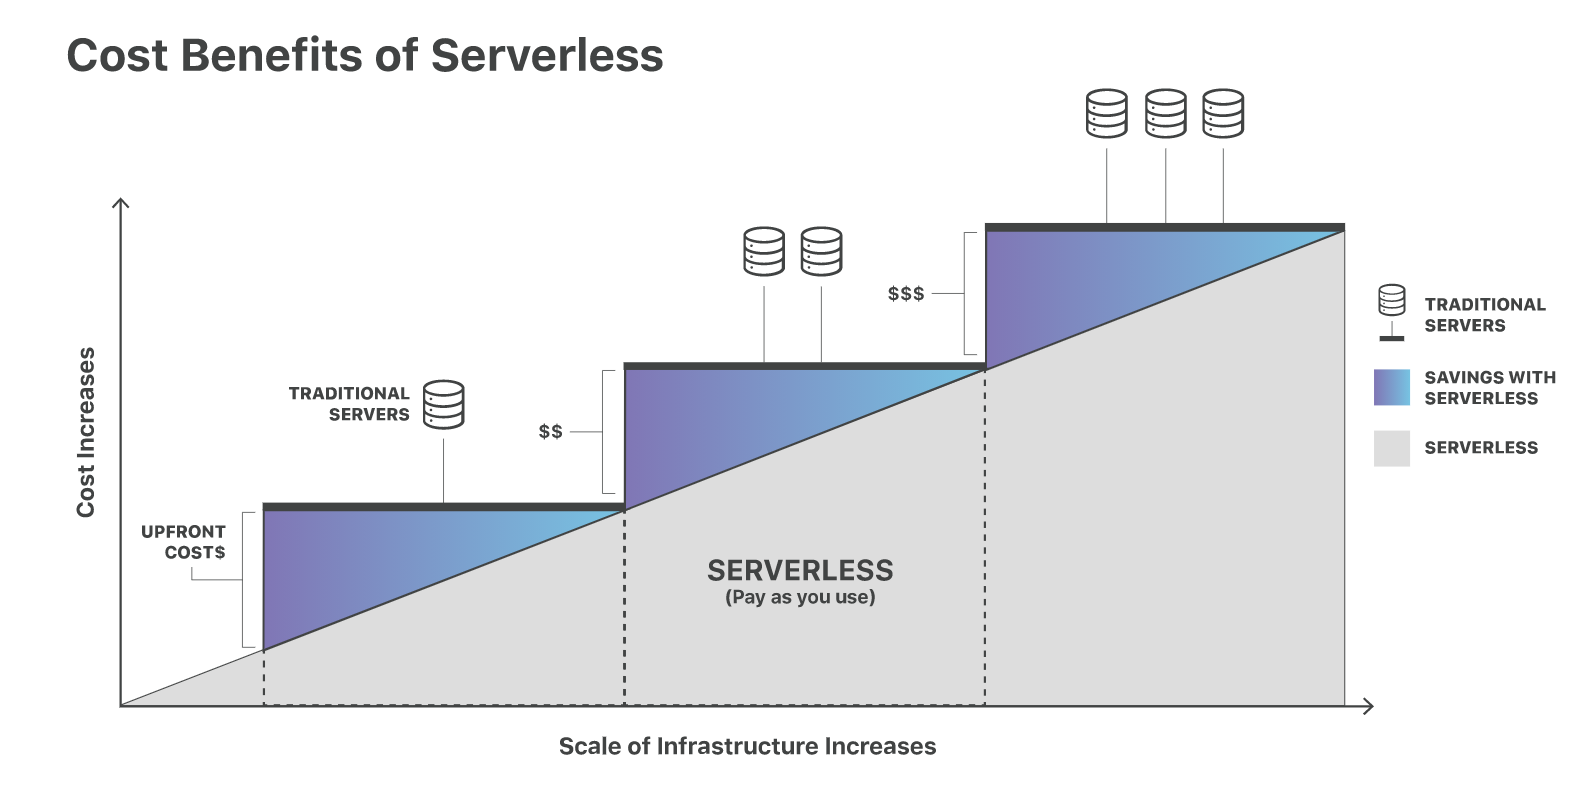 Cost Benefits of Serverless
Cost Increases
TRADITIONAL
SERVERS
UPFRONT
COST$
$$
$$$
SERVERLESS
(Pay as you use)
Scale of Infrastructure Increases
TRADITIONAL
SERVERS
SAVINGS WITH
SERVERLESS
SERVERLESS